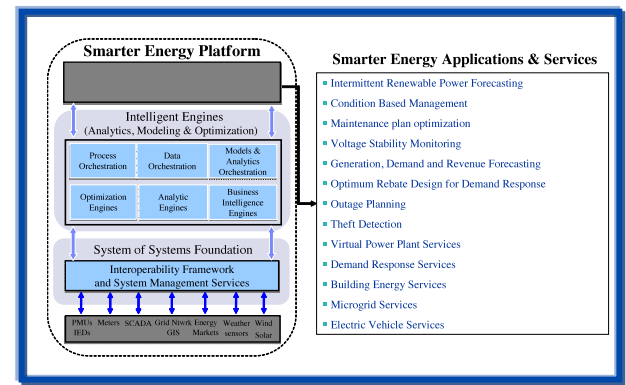 Smarter Energy Platform
Intelligent Engines
(Analytics, Modeling & Optimization)
Process
Orchestration
Data
Orchestration
Models &
Analytics
Orchestration
Optimization
Engines
Analytic
Engines
Business
Intelligence
Engines
System of Systems Foundation
Interoperability Framework
and System Management Services
PMUs
IEDs
Meters
SCADA
Grid Ntwrk
GIS
Energy
Markets
Weather
sensors
Wind
Solar
Smarter Energy Applications & Services
Intermittent Renewable Power Forecasting
Condition Based Management
Maintenance plan optimization
Voltage Stability Monitoring
Generation, Demand and Revenue Forecasting
Optimum Rebate Design for Demand Response
Outage Planning
Theft Detection
Virtual Power Plant Services
Demand Response Services
Building Energy Services
Microgrid Services
Electric Vehicle Services